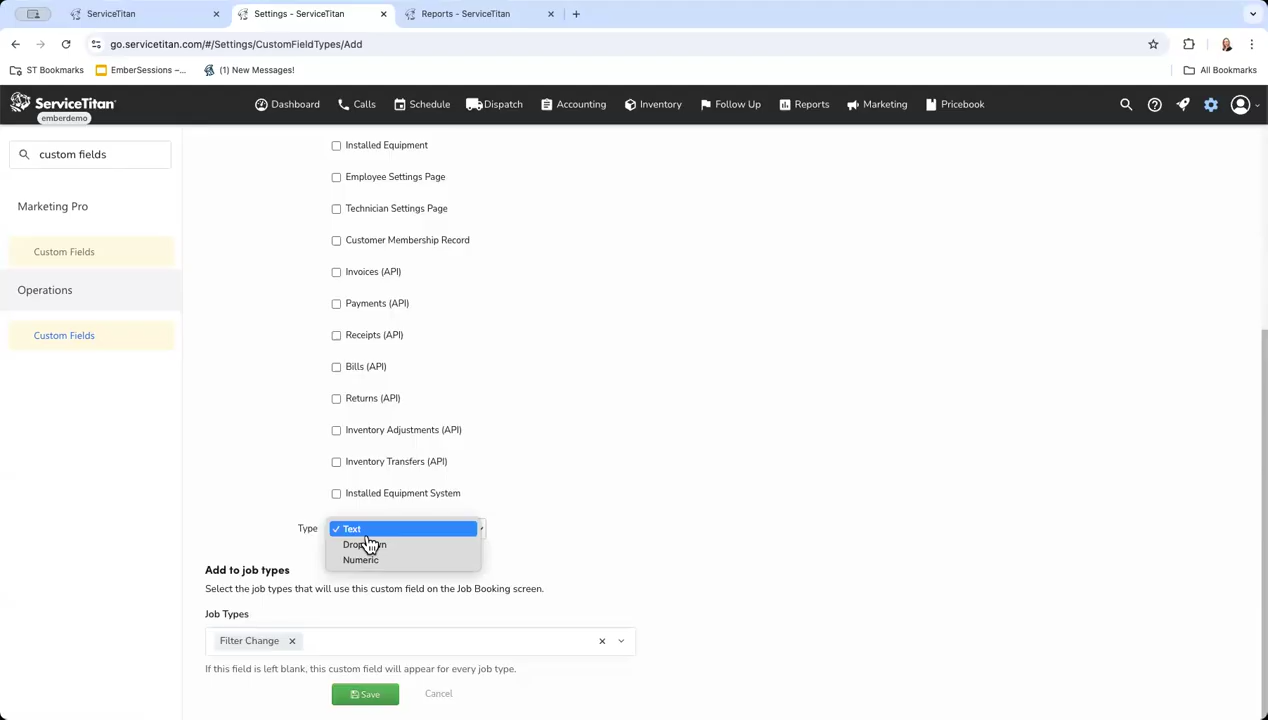 ServiceTitan
Settings - ServiceTitan
Reports - ServiceTitan
go.servicetitan.com/#/Settings/CustomFieldTypes/Add
ST Bookmarks
EmberSessions –...
(1) New Messages!
All Bookmarks
ServiceTitan
emberdemo
Dashboard
Calls
Schedule
Dispatch
Accounting
Inventory
Follow Up
Reports
Marketing
Pricebook
custom fields
Marketing Pro
Custom Fields
Operations
Custom Fields
Installed Equipment
Employee Settings Page
Technician Settings Page
Customer Membership Record
Invoices (API)
Payments (API)
Receipts (API)
Bills (API)
Returns (API)
Inventory Adjustments (API)
Inventory Transfers (API)
Installed Equipment System
Type
Text
Numeric
Add to job types
Select the job types that will use this custom field on the Job Booking screen.
Job Types
Filter Change
If this field is left blank, this custom field will appear for every job type.
Save
Cancel